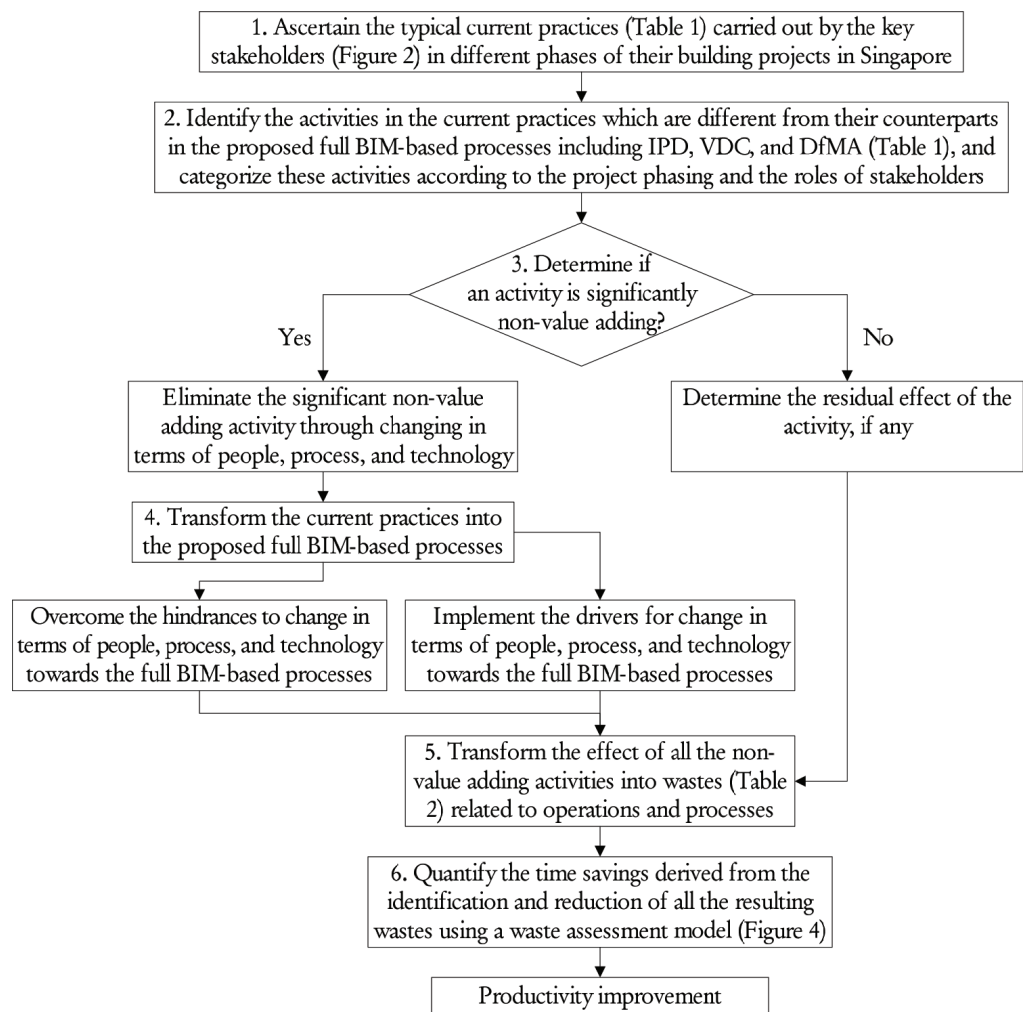 1. Ascertain the typical current practices (Table 1) carried out by the key
stakeholders (Figure 2) in different phases of their building projects in Singapore
2. Identify the activities in the current practices which are different from their counterparts
in the proposed full BIM-based processes including IPD, VDC, and DfMA (Table 1), and
categorize these activities according to the project phasing and the roles of stakeholders
3. Determine if
an activity is significantly
non-value adding?
Yes
No
Eliminate the significant non-value
adding activity through changing in
terms of people, process, and technology
Determine the residual effect of the
activity, if any
4. Transform the current practices into
the proposed full BIM-based processes
Overcome the hindrances to change in
terms of people, process, and technology
towards the full BIM-based processes
Implement the drivers for change in
terms of people, process, and technology
towards the full BIM-based processes
5. Transform the effect of all the non-
value adding activities into wastes (Table
2) related to operations and processes
6. Quantify the time savings derived from the
identification and reduction of all the resulting
wastes using a waste assessment model (Figure 4)
Productivity improvement